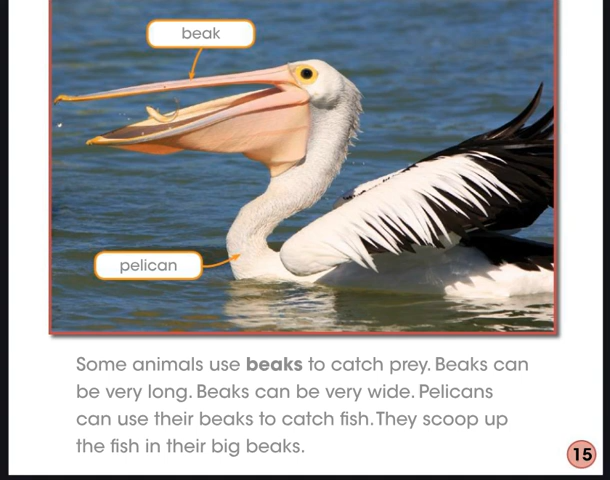 beak
pelican
Some animals use beaks to catch prey. Beaks can
be very long. Beaks can be very wide. Pelicans
can use their beaks to catch fish. They scoop up
the fish in their big beaks.
15